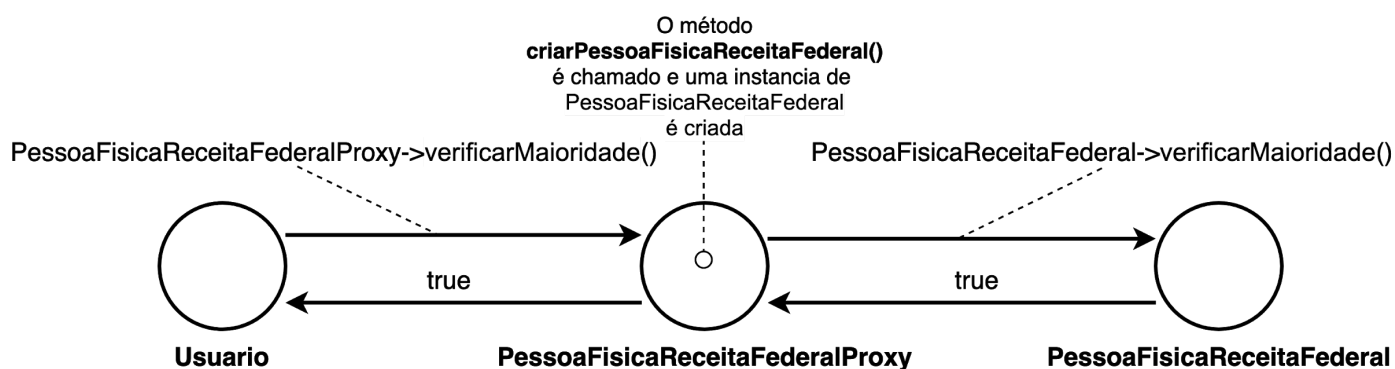 O método
criarPessoaFisicaReceitaFederal()
é chamado e uma instancia de
PessoaFisicaReceitaFederal
é criada
PessoaFisicaReceitaFederalProxy->verificarMaioridade()
PessoaFisicaReceitaFederal->verificarMaioridade()
true
true
Usuario
PessoaFisicaReceitaFederalProxy
PessoaFisicaReceitaFederal